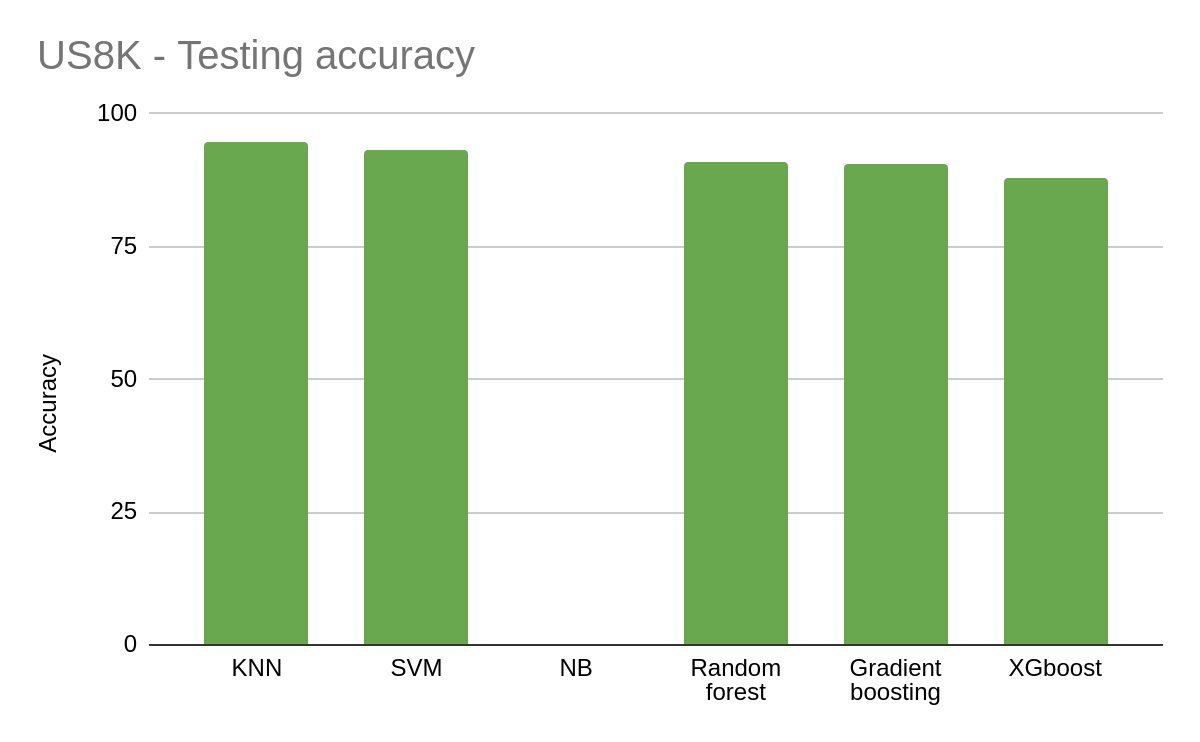 US8K - Testing accuracy
100
75
50
25
0
Accuracy
KNN
SVM
NB
Random
forest
Gradient
boosting
XGboost